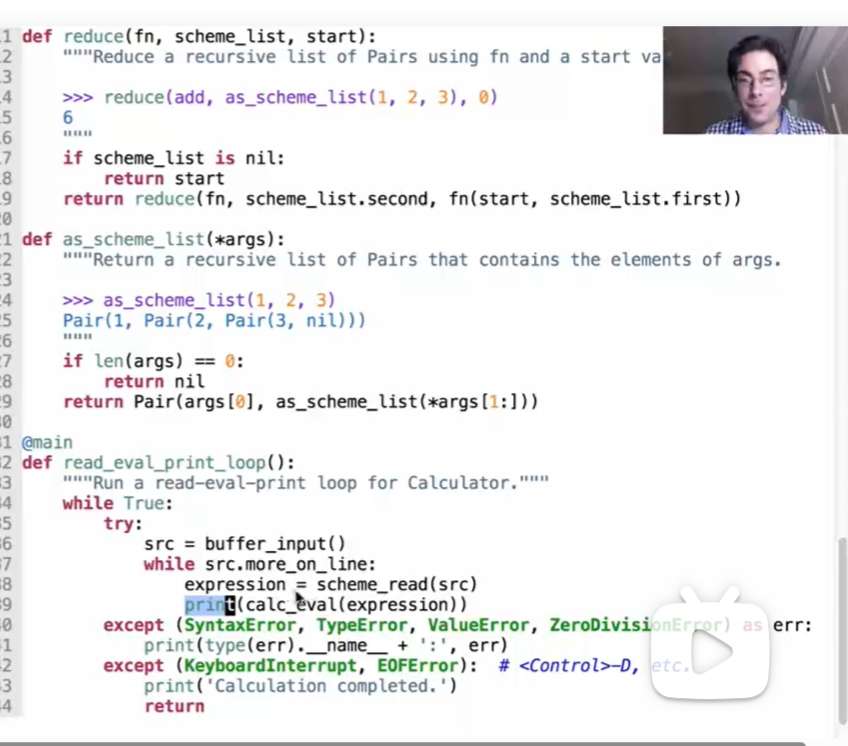 1 def reduce(fn, scheme_list, start):
2 """Reduce a recursive list of Pairs using fn and a start va
3
4 >>> reduce(add, as_scheme_list(1, 2, 3), 0)
5 6
6 """
7 if scheme_list is nil:
8 return start
9 return reduce(fn, scheme_list.second, fn(start, scheme_list.first))
0
1 def as_scheme_list(*args):
2 """Return a recursive list of Pairs that contains the elements of args.
3
4 >>> as_scheme_list(1, 2, 3)
5 Pair(1, Pair(2, Pair(3, nil)))
6 """
7 if len(args) == 0:
8 return nil
9 return Pair(args[0], as_scheme_list(*args[1:]))
0
1 @main
2 def read_eval_print_loop():
3 """Run a read-eval-print loop for Calculator."""
4 while True:
5 try:
6 src = buffer_input()
7 while src.more_on_line:
8 expression = scheme_read(src)
9 print(calc_eval(expression))
0 except (SyntaxError, TypeError, ValueError, ZeroDivisionError) as err:
1 print(type(err).__name__ + ':', err)
2 except (KeyboardInterrupt, EOFError): # <Control>-D, etc.
3 print('Calculation completed.')
4 return